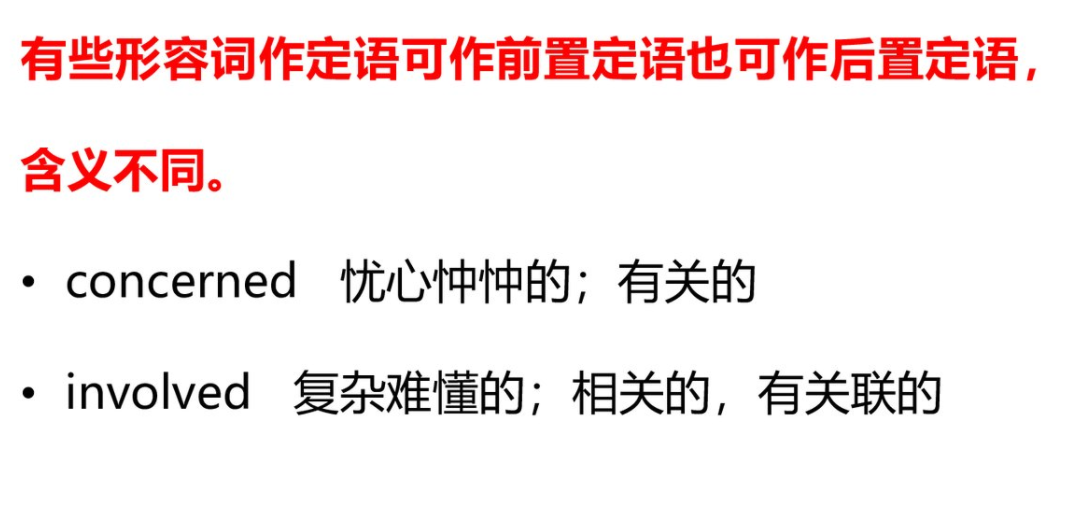 有些形容词作定语可作前置定语也可作后置定语，
含义不同。
• concerned 忧心忡忡的；有关的
• involved 复杂难懂的；相关的，有关联的